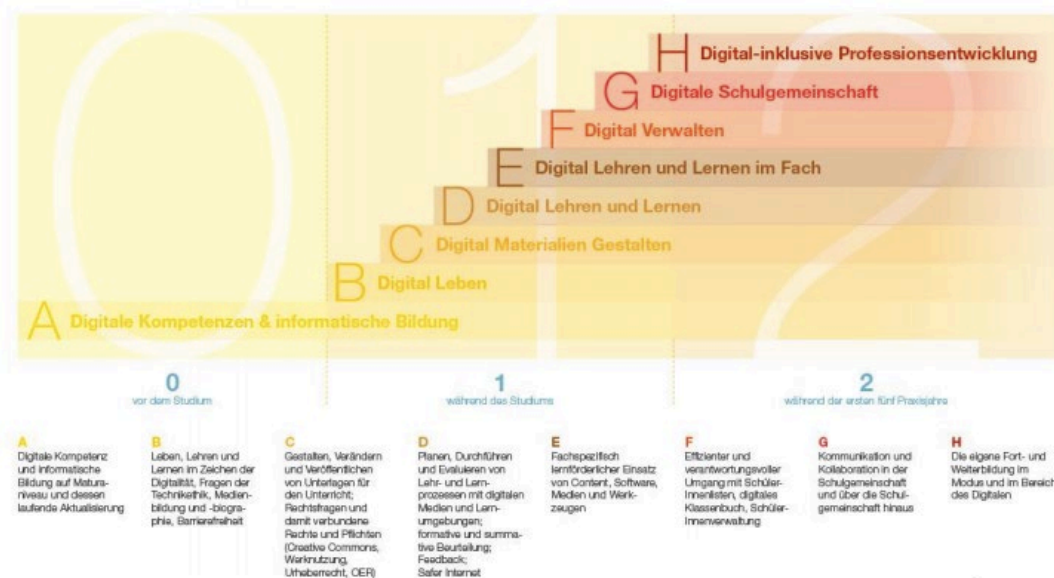 0 1 2
H Digital-inklusive Professionsentwicklung
G Digitale Schulgemeinschaft
F Digital Verwalten
E Digital Lehren und Lernen im Fach
D Digital Lehren und Lernen
C Digital Materialien Gestalten
B Digital Leben
A Digitale Kompetenzen & informatische Bildung
0
vor dem Studium
1
während des Studiums
2
während der ersten fünf Praxisjahre
A
Digitale Kompetenz
und informatische
Bildung auf Matura-
niveau und dessen
laufende Aktualisierung
B
Leben, Lehren und
Lernen im Zeichen der
Digitalität, Fragen der
Technikethik, Medien-
bildung und -biogra-
phie, Barrierefreiheit
C
Gestalten, Verändern
und Veröffentlichen
von Unterlagen für
den Unterricht;
Rechtsfragen und
damit verbundene
Rechte und Pflichten
(Creative Commons,
Werknutzung,
Urheberrecht, OER)
D
Planen, Durchführen
und Evaluieren von
Lehr- und Lern-
prozessen mit digitalen
Medien und Lern-
umgebungen;
formative und summa-
tive Beurteilung;
Feedback;
Safer Internet
E
Fachspezifisch
lernförderlicher Einsatz
von Content, Software,
Medien und Werk-
zeugen
F
Effizienter und
verantwortungsvoller
Umgang mit Schüler-
Innenlisten, digitales
Klassenbuch, Schüler-
Innenverwaltung
G
Kommunikation und
Kollaboration in der
Schulgemeinschaft
und über die Schul-
gemeinschaft hinaus
H
Die eigene Fort- und
Weiterbildung im
Modus und im Bereich
des Digitalen